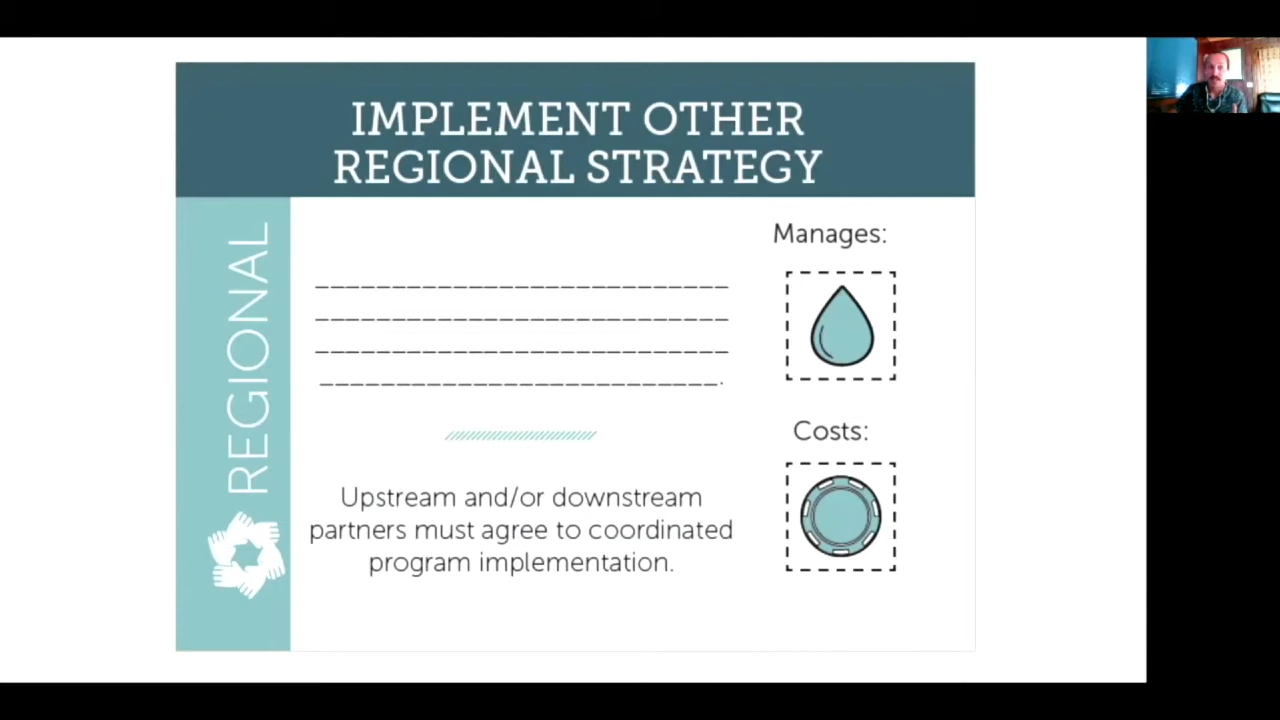 IMPLEMENT OTHER
REGIONAL STRATEGY
REGIONAL
Manages:
Costs:
Upstream and/or downstream
partners must agree to coordinated
program implementation.